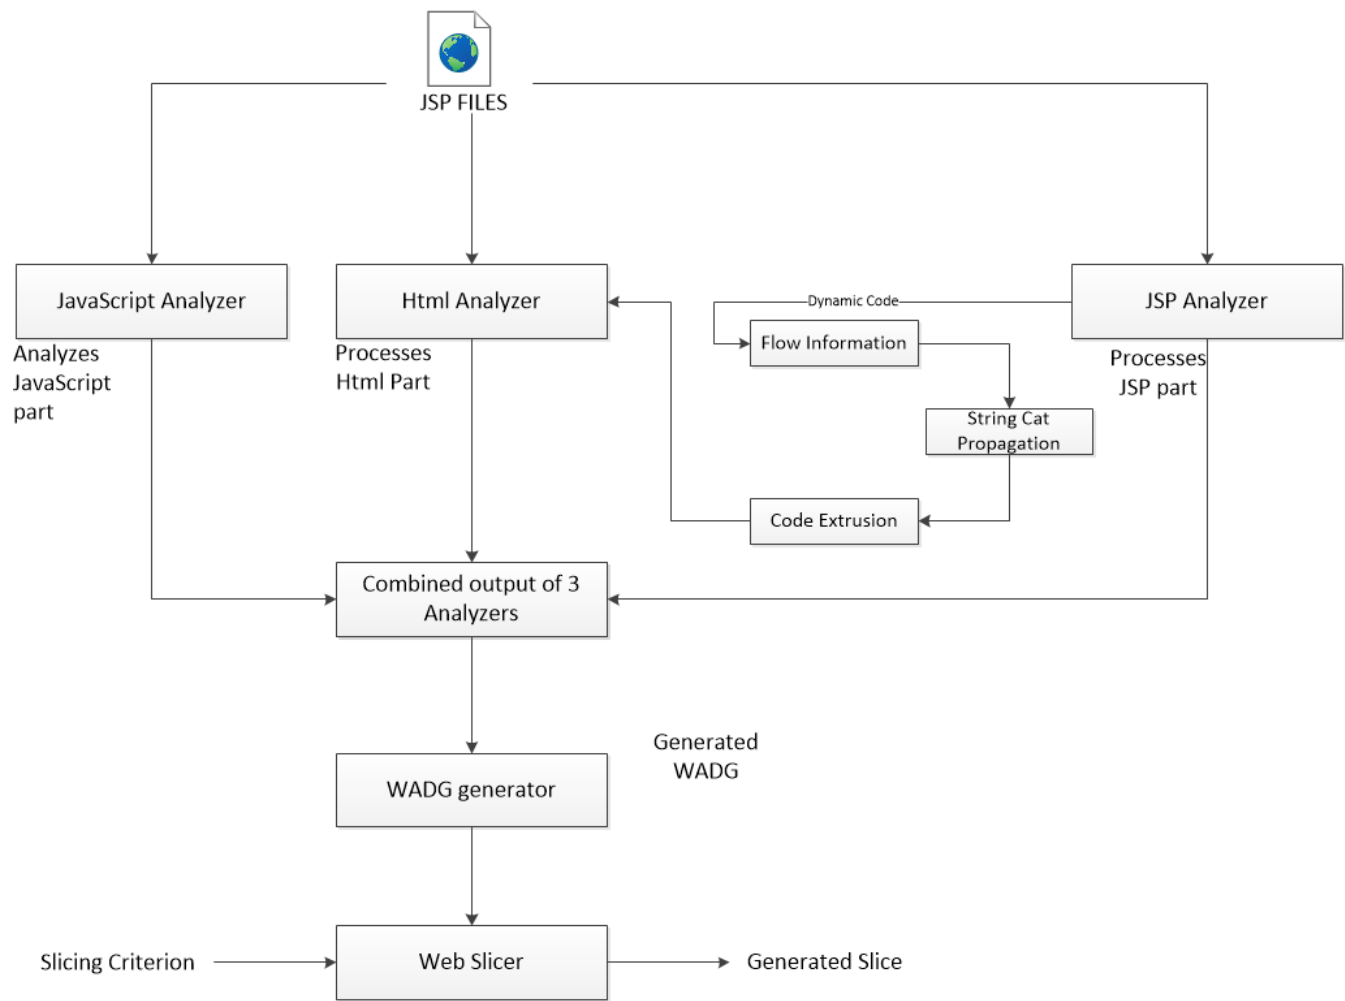 JSP FILES
JavaScript Analyzer
Html Analyzer
JSP Analyzer
Dynamic Code
Flow Information
Analyzes
JavaScript
part
Processes
Html Part
Processes
JSP part
String Cat
Propagation
Code Extrusion
Combined output of 3
Analyzers
Generated
WADG
WADG generator
Slicing Criterion
Web Slicer
Generated Slice